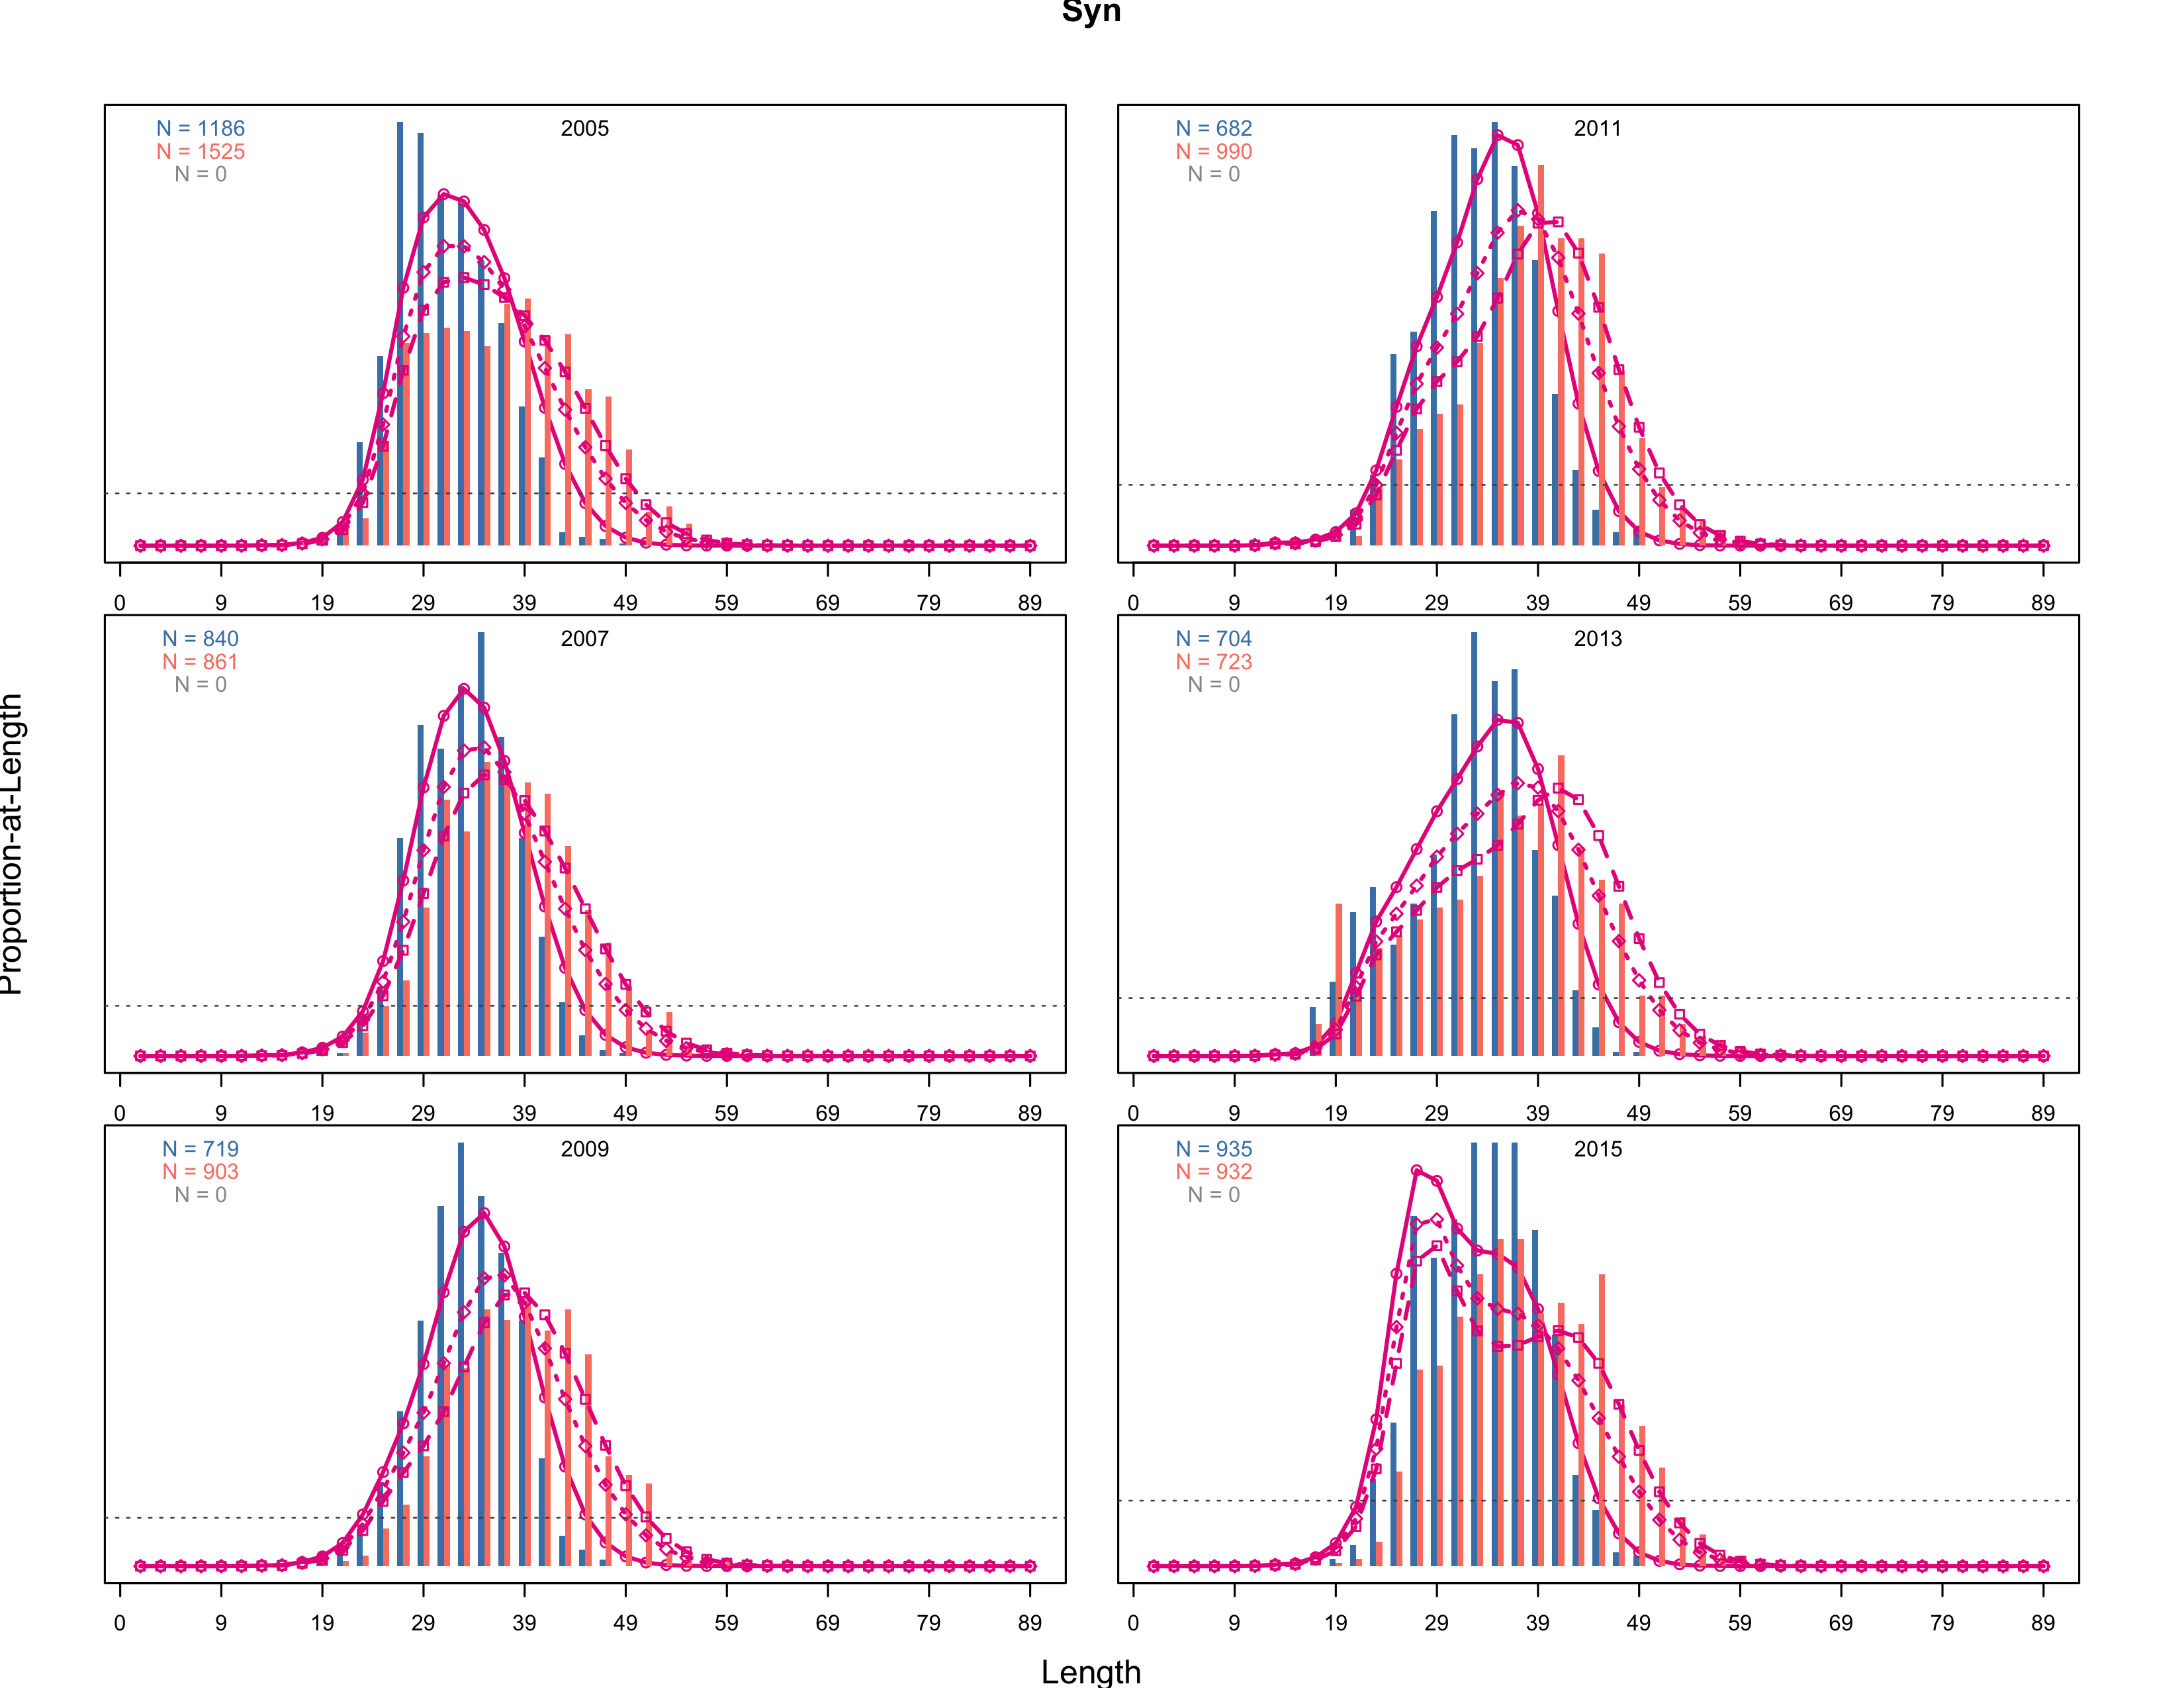 Syn
N = 1186
N = 1525
N = 0
2005
0 9 19 29 39 49 59 69 79 89
N = 682
N = 990
N = 0
2011
0 9 19 29 39 49 59 69 79 89
N = 840
N = 861
N = 0
2007
0 9 19 29 39 49 59 69 79 89
N = 704
N = 723
N = 0
2013
0 9 19 29 39 49 59 69 79 89
N = 719
N = 903
N = 0
2009
0 9 19 29 39 49 59 69 79 89
N = 935
N = 932
N = 0
2015
0 9 19 29 39 49 59 69 79 89
Proportion-at-Length
Length